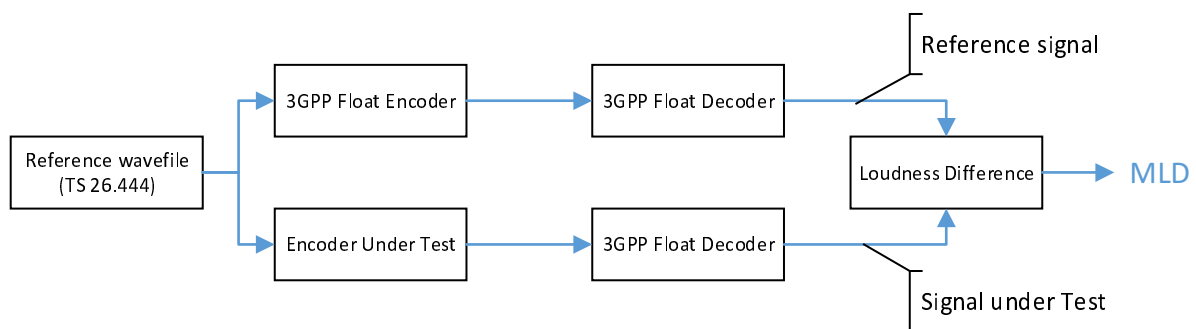 Reference signal
3GPP Float Encoder
3GPP Float Decoder
Reference wavefile
(TS 26.444)
Loudness Difference
MLD
Encoder Under Test
3GPP Float Decoder
Signal under Test